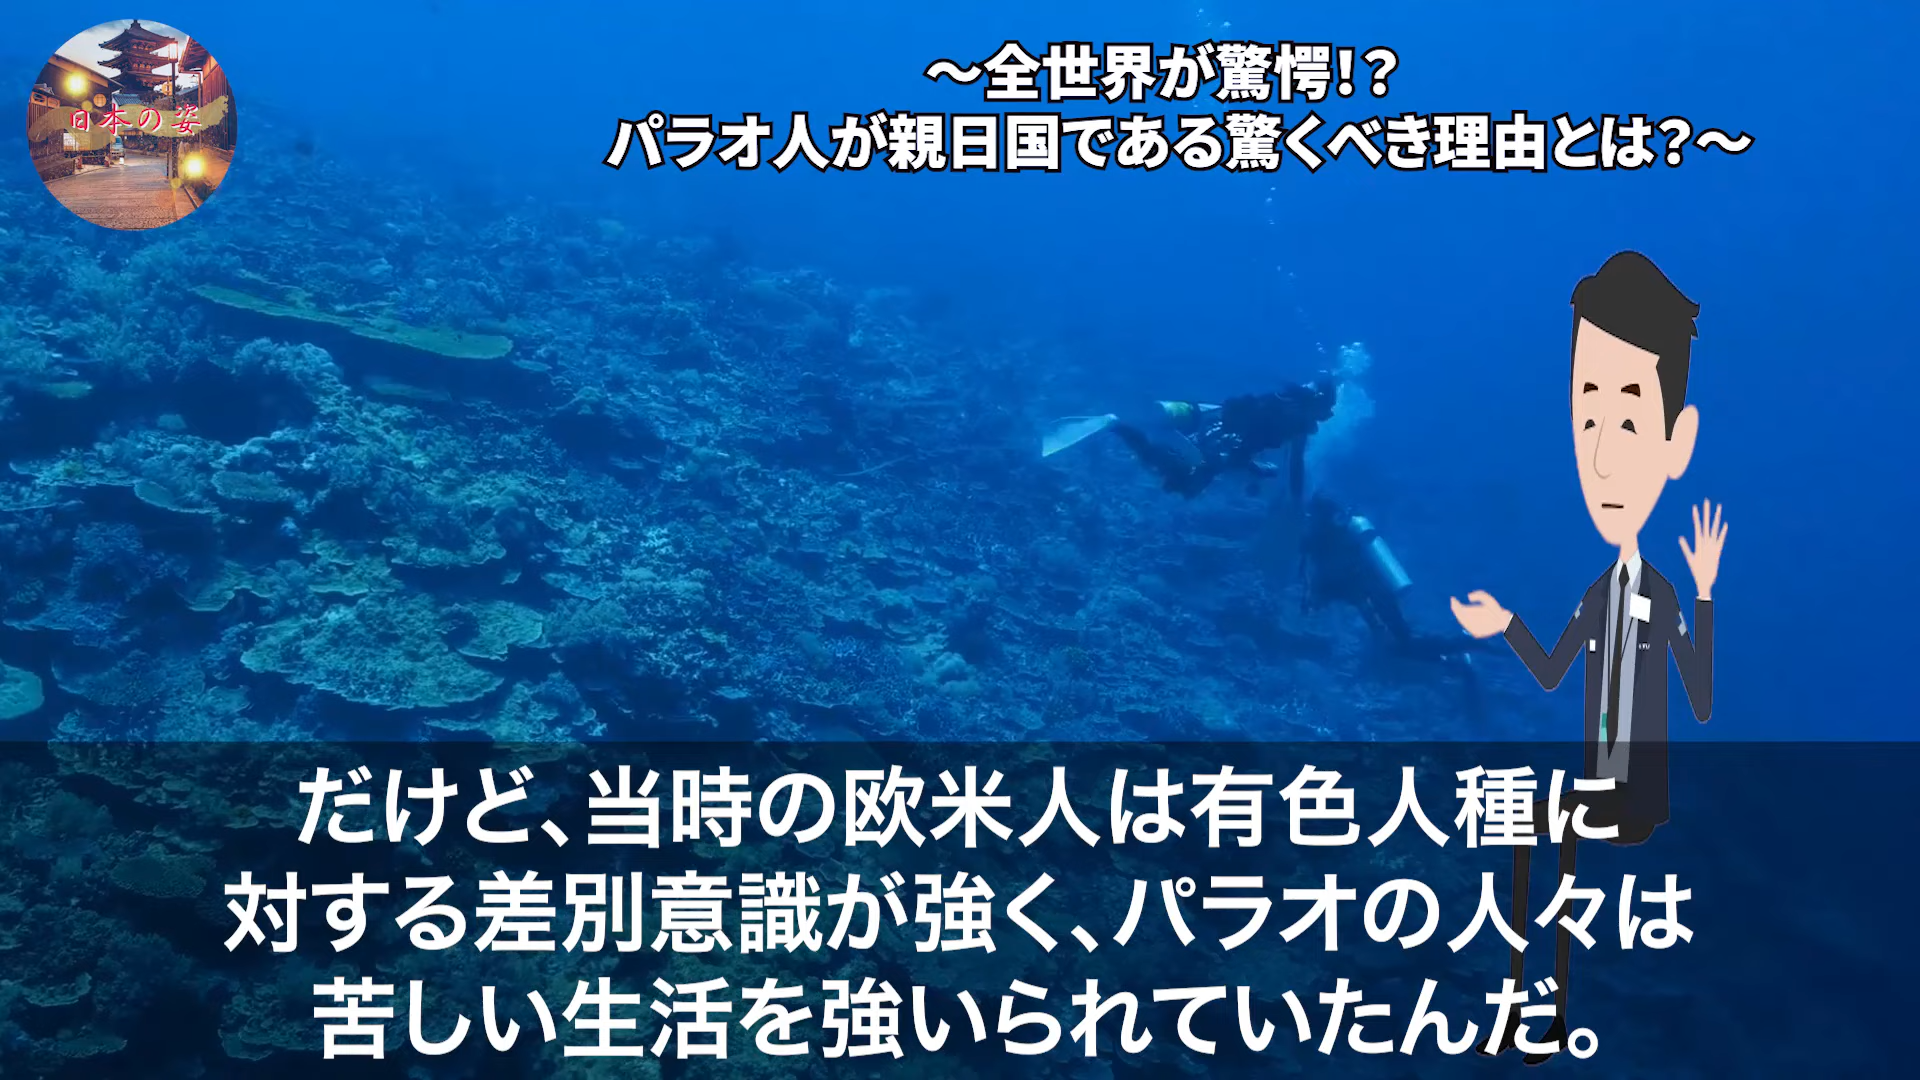 日本の姿
～全世界が驚愕！？
パラオ人が親日国である驚くべき理由とは？～
だけど、当時の欧米人は有色人種に
対する差別意識が強く、パラオの人々は
苦しい生活を強いられていたんだ。